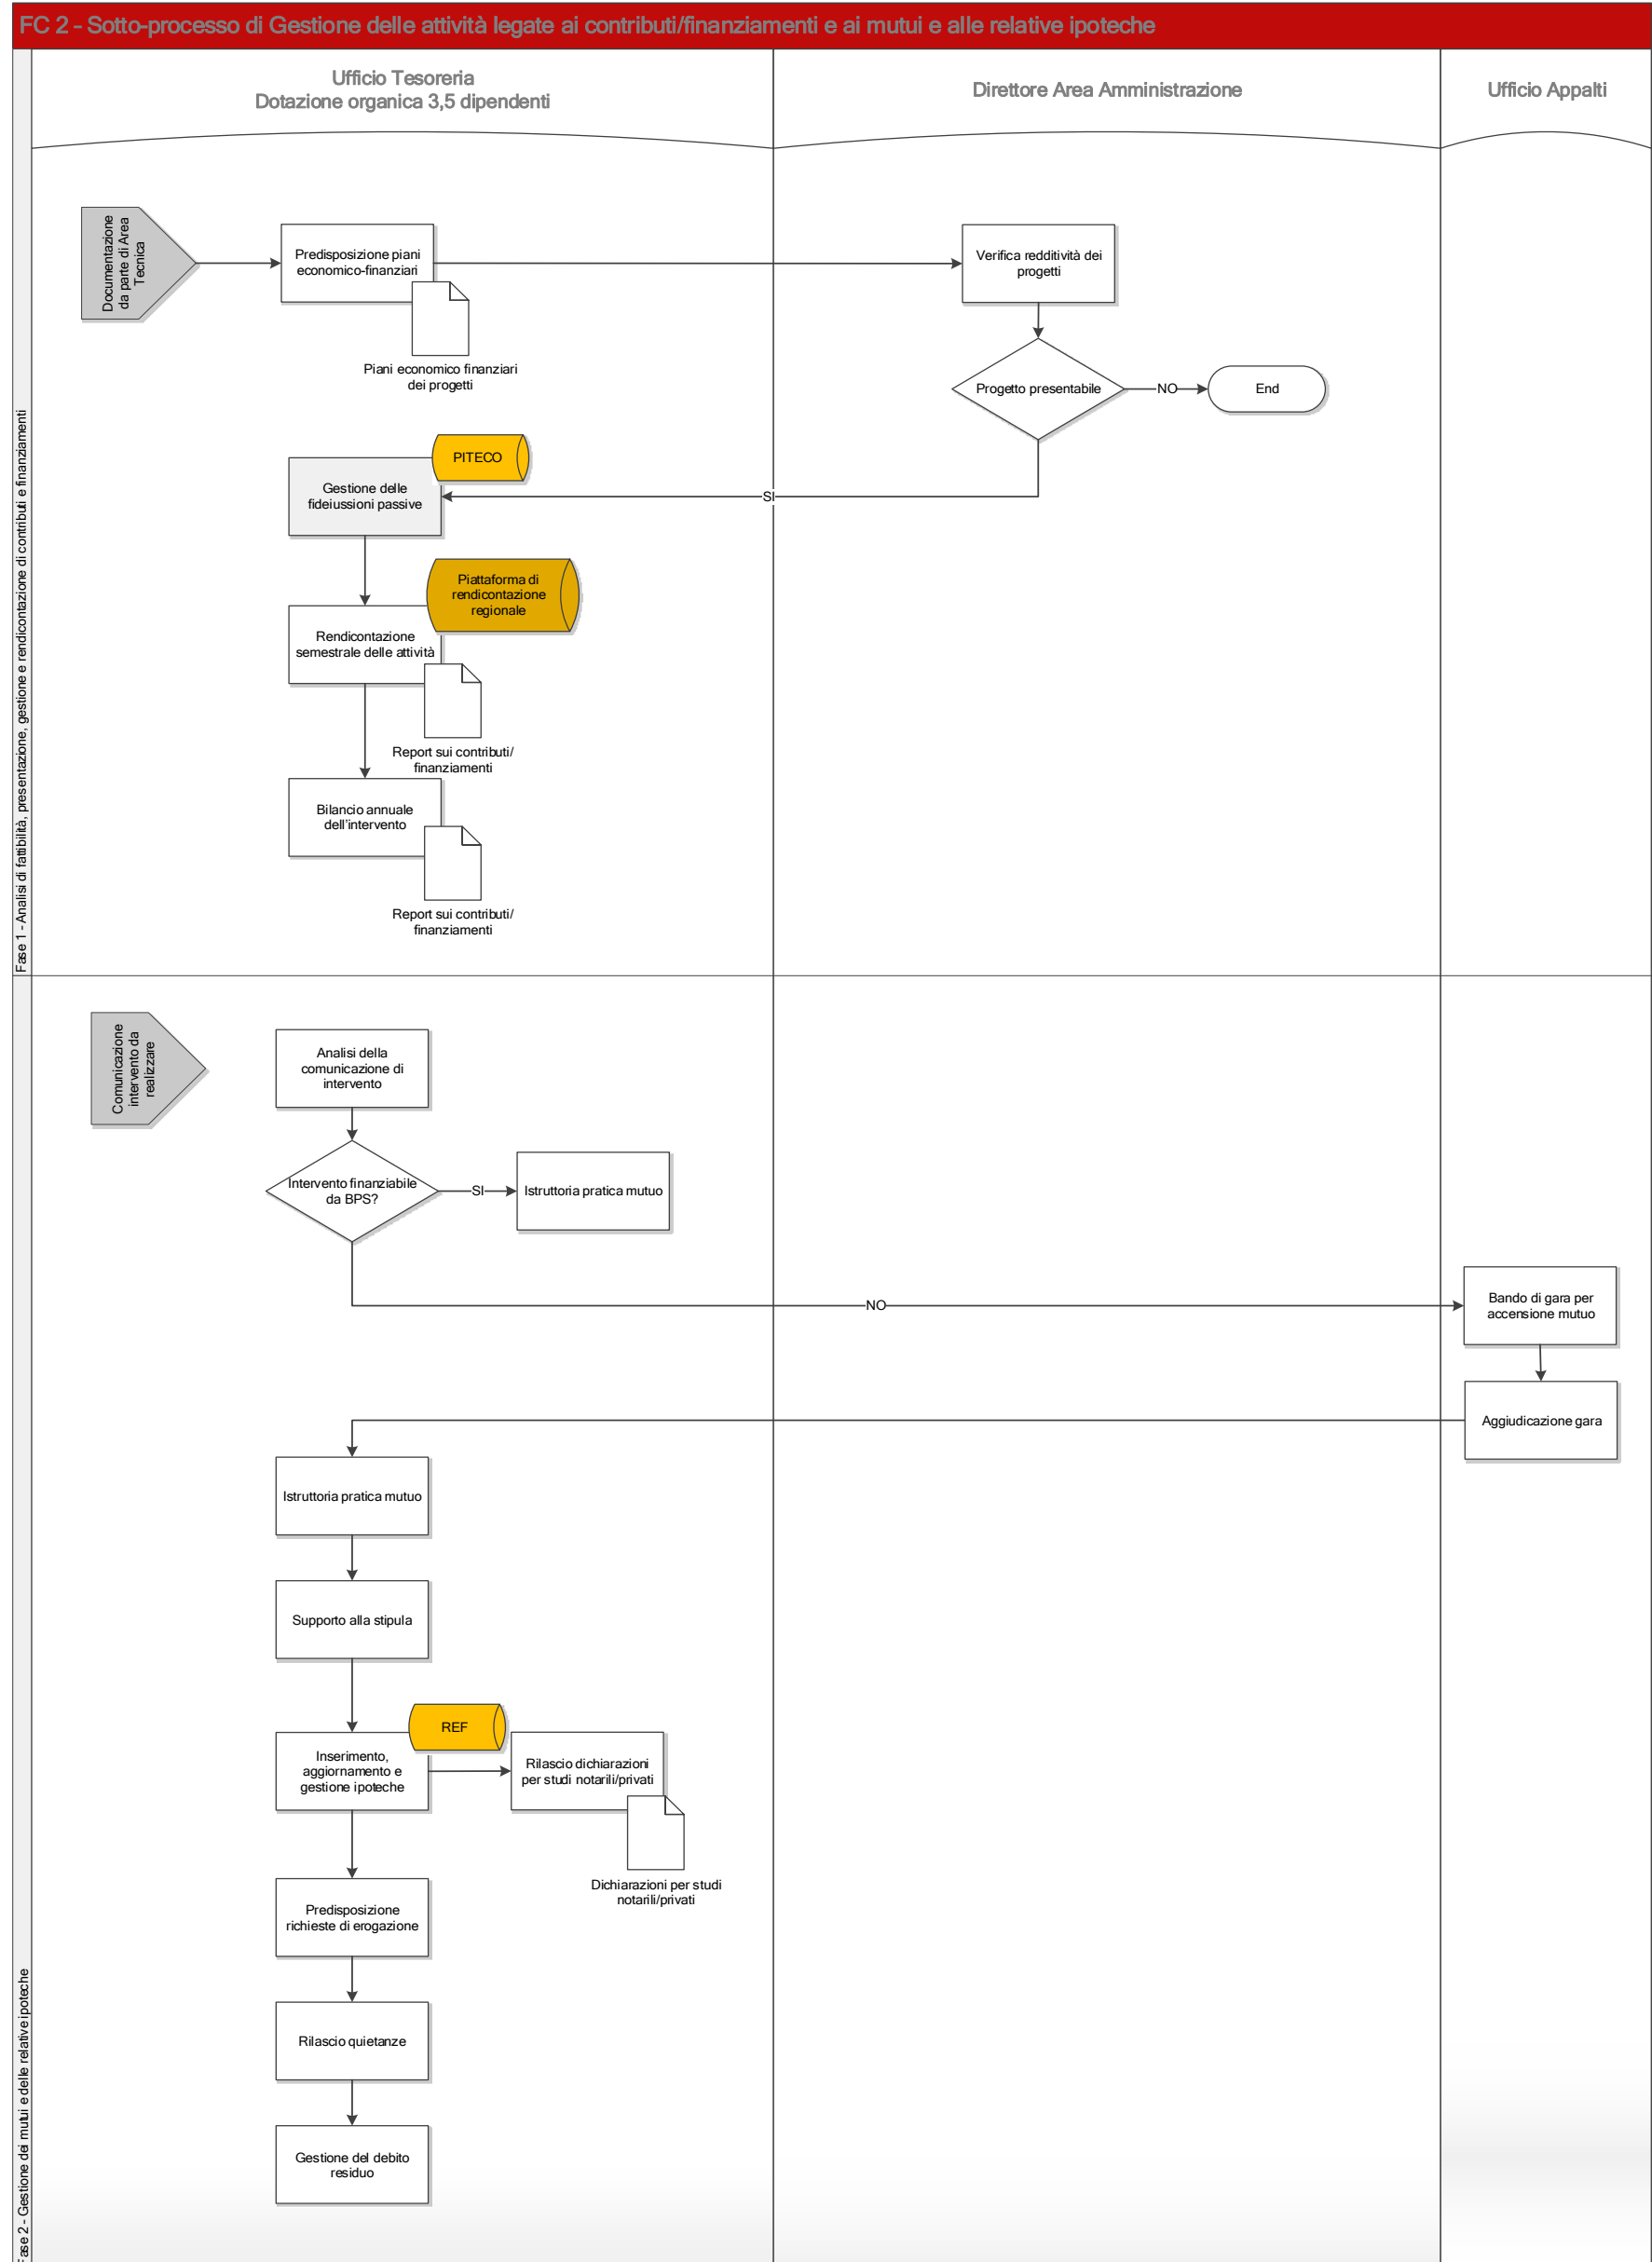 FC 2 - Sotto-processo di Gestione delle attività legate ai contributi/finanziamenti e ai mutui e alle relative ipoteche
Ufficio Tesoreria
Dotazione organica 3,5 dipendenti
Direttore Area Amministrazione
Ufficio Appalti
Fase 1 - Analisi di fattibilità, presentazione, gestione e rendicontazione di contributi e finanziamenti
Documentazione
da parte di Area
Tecnica
Predisposizione piani
economico-finanziari
Piani economico finanziari
dei progetti
Verifica redditività dei
progetti
Progetto presentabile
NO
End
SI
PITECO
Gestione delle
fideiussioni passive
Piattaforma di
rendicontazione
regionale
Rendicontazione
semestrale delle attività
Report sui contributi/
finanziamenti
Bilancio annuale
dell'intervento
Report sui contributi/
finanziamenti
Fase 2 - Gestione dei mutui e delle relative ipoteche
Comunicazione
intervento da
realizzare
Analisi della
comunicazione di
intervento
Intervento finanziabile
da BPS?
SI
Istruttoria pratica mutuo
NO
Bando di gara per
accensione mutuo
Aggiudicazione gara
Istruttoria pratica mutuo
Supporto alla stipula
REF
Inserimento,
aggiornamento e
gestione ipoteche
Rilascio dichiarazioni
per studi notarili/privati
Dichiarazioni per studi
notarili/privati
Predisposizione
richieste di erogazione
Rilascio quietanze
Gestione del debito
residuo